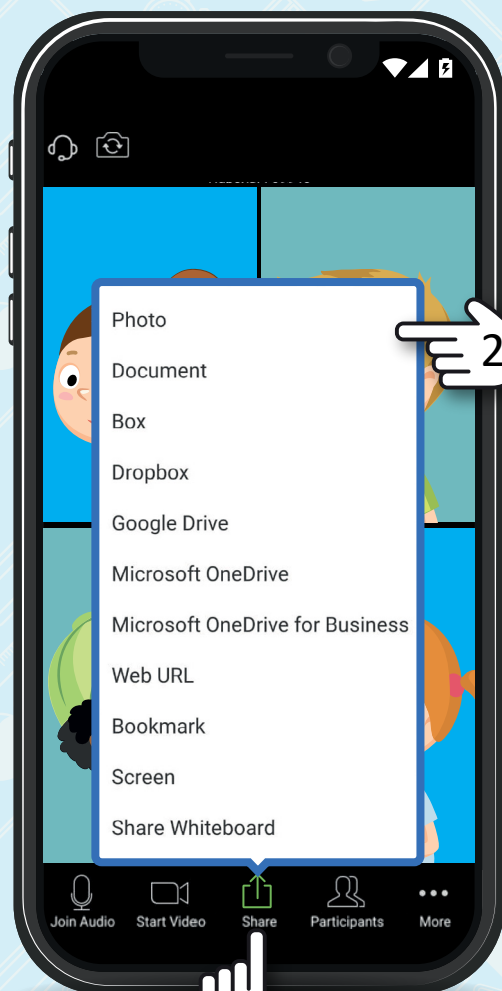 Photo
2
Document
Box
Dropbox
Google Drive
Microsoft OneDrive
Microsoft OneDrive for Business
Web URL
Bookmark
Screen
Share Whiteboard
Join Audio Start Video Share Participants More